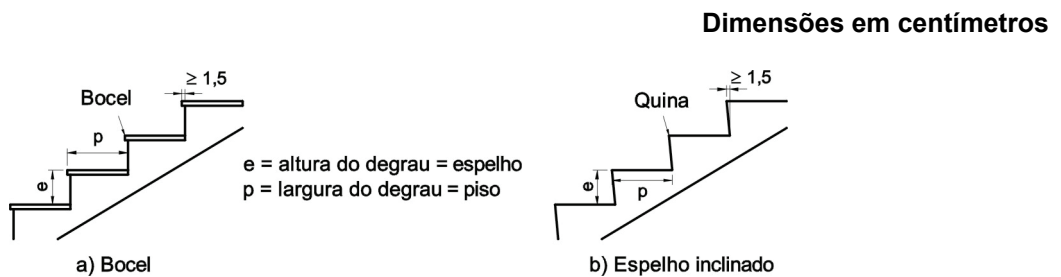 Dimensões em centímetros
≥ 1,5
Bocel
p
e
e = altura do degrau = espelho
p = largura do degrau = piso
a) Bocel
≥ 1,5
Quina
e
p
b) Espelho inclinado